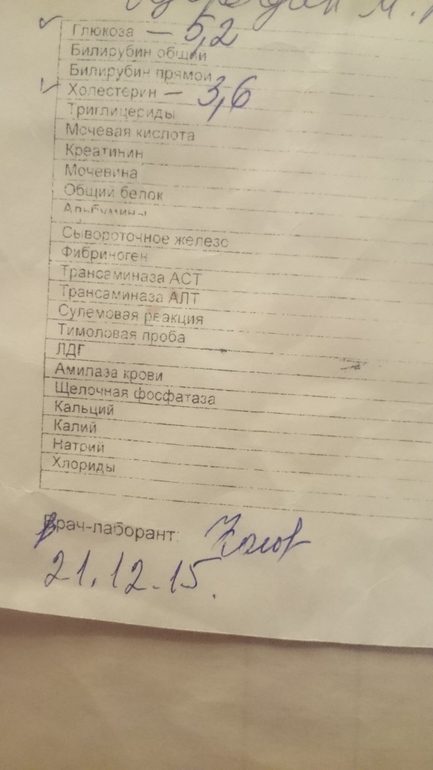 Глюкоза — 5,2
Билирубин общий
Билирубин прямой
Холестерин — 3,6
Триглицериды
Мочевая кислота
Креатинин
Мочевина
Общий белок
Альбумины
Сывороточное железо
Фибриноген
Трансаминаза АСТ
Трансаминаза АЛТ
Сулемовая реакция
Тимоловая проба
ЛДГ
Амилаза крови
Щелочная фосфатаза
Кальций
Калий
Натрий
Хлориды
Врач-лаборант:
21.12.15.